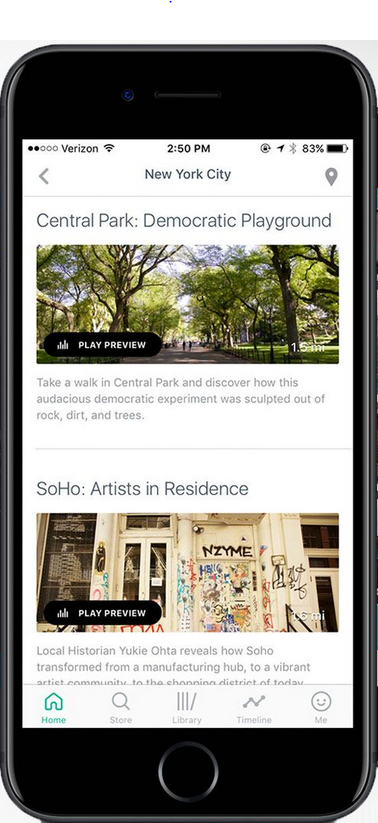 Verizon 2:50 PM 83%
New York City
Central Park: Democratic Playground
PLAY PREVIEW
1.5 mi
Take a walk in Central Park and discover how this
audacious democratic experiment was sculpted out of
rock, dirt, and trees.
SoHo: Artists in Residence
NZYME
PLAY PREVIEW
mi
Local Historian Yukie Ohta reveals how Soho
transformed from a manufacturing hub, to a vibrant
artist community, to the shopping district of today.
Home Store Library Timeline Me